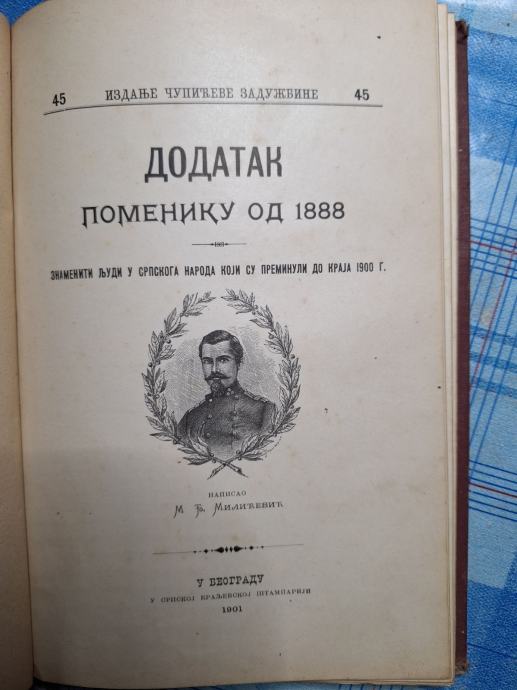 45 ИЗДАЊЕ ЧУПИЋЕВЕ ЗАДУЖБИНЕ 45
ДОДАТАК
ПОМЕНИКУ ОД 1888
ЗНАМЕНИТИ ЉУДИ У СРПСКОГА НАРОДА КОЈИ СУ ПРЕМИНУЛИ ДО КРАЈА 1900 Г.
НАПИСАО
М Ђ. МИЛИЋЕВИЋ
У БЕОГРАДУ
У СРПСКОЈ КРАЉЕВСКОЈ ШТАМПАРИЈИ
1901